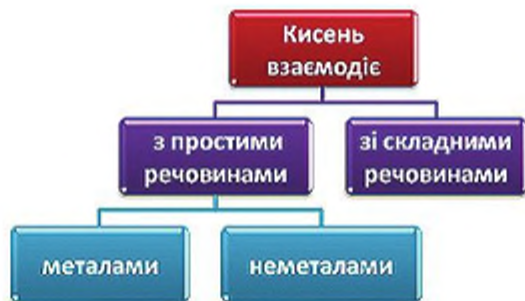 Кисень
взаємодіє
з простими
речовинами
зі складними
речовинами
металами
неметалами